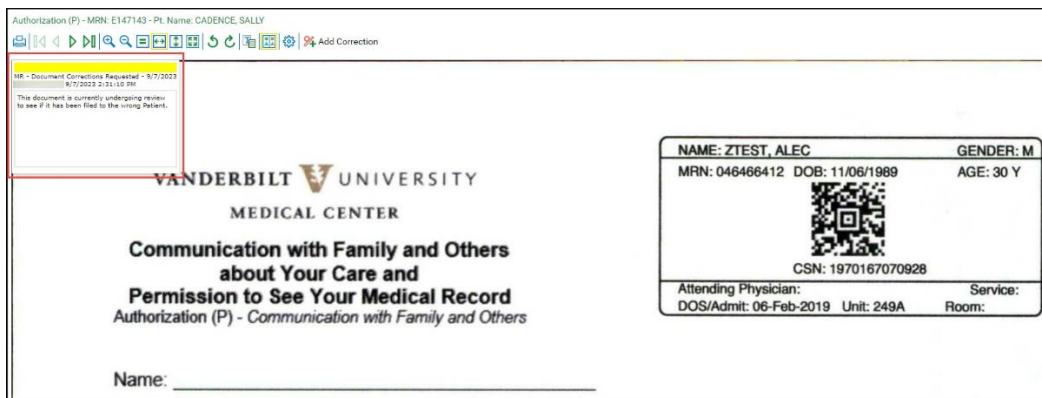 Authorization (P) - MRN: E147143 - Pt. Name: CADENCE, SALLY
Add Correction
MR - Document Corrections Requested - 9/7/2023
9/7/2023 2:31:10 PM
This document is currently undergoing review
to see if it has been filed to the wrong Patient.
VANDERBILT V UNIVERSITY
MEDICAL CENTER
Communication with Family and Others
about Your Care and
Permission to See Your Medical Record
Authorization (P) - Communication with Family and Others
Name:
NAME: ZTEST, ALEC GENDER: M
MRN: 046466412 DOB: 11/06/1989 AGE: 30 Y
CSN: 1970167070928
Attending Physician: Service:
DOS/Admit: 06-Feb-2019 Unit: 249A Room: